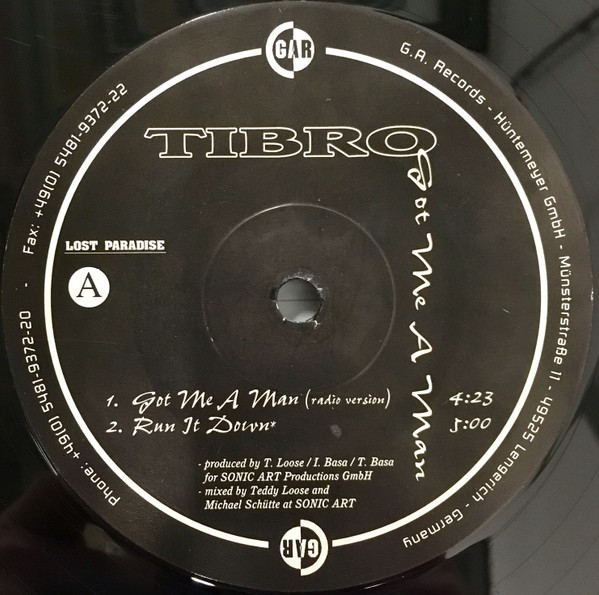 GAR
G.A. Records - Hüntemeyer GmbH - Münsterstraße 11 - 49525 Lengerich - Germany
Phone: +49(0) 5481-9372-20 - Fax: +49(0) 5481-9372-22
TIBRO
Got Me A Man
LOST PARADISE
A
1. Got Me A Man (radio version) 4:23
2. Run It Down* 5:00
- produced by T. Loose / I. Basa / T. Basa
for SONIC ART Productions GmbH
- mixed by Teddy Loose and
Michael Schütte at SONIC ART
GAR